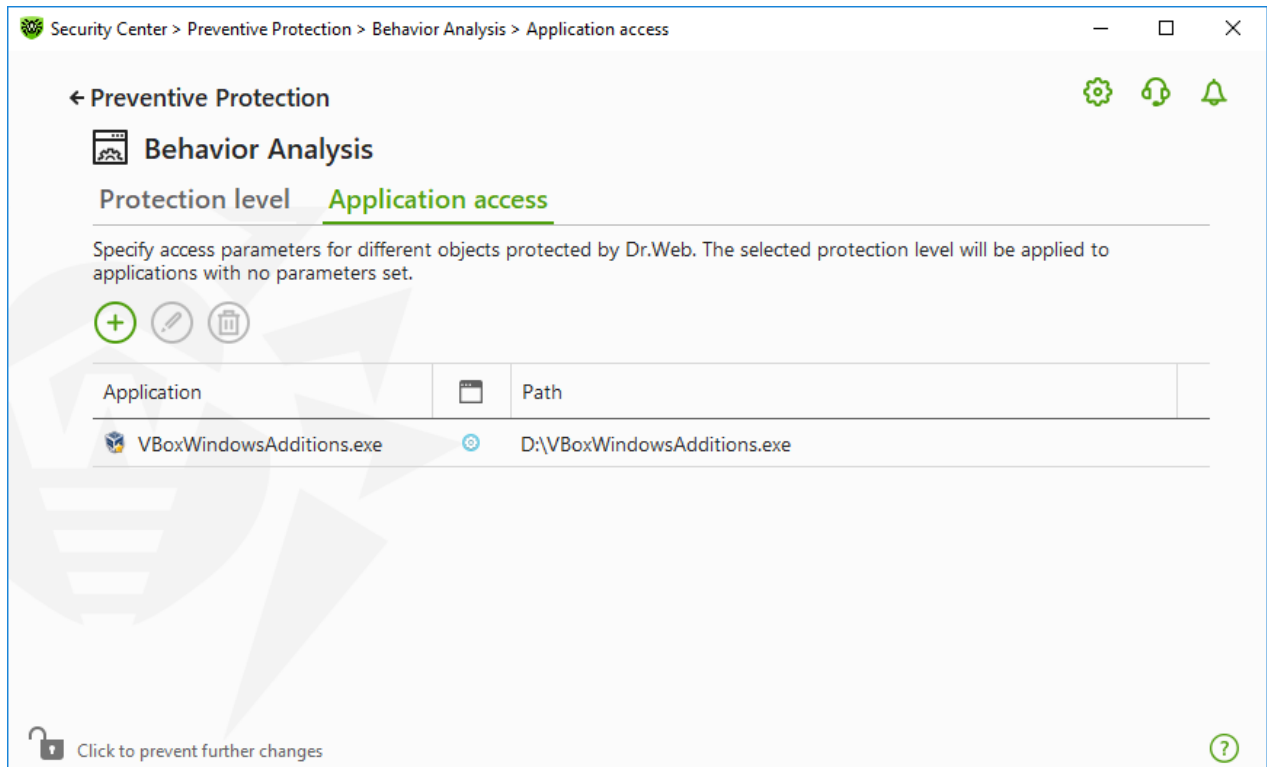 Security Center > Preventive Protection > Behavior Analysis > Application access
Preventive Protection
Behavior Analysis
Protection level Application access
Specify access parameters for different objects protected by Dr.Web. The selected protection level will be applied to
applications with no parameters set.
Application Path
VBoxWindowsAdditions.exe D:\VBoxWindowsAdditions.exe
Click to prevent further changes
?